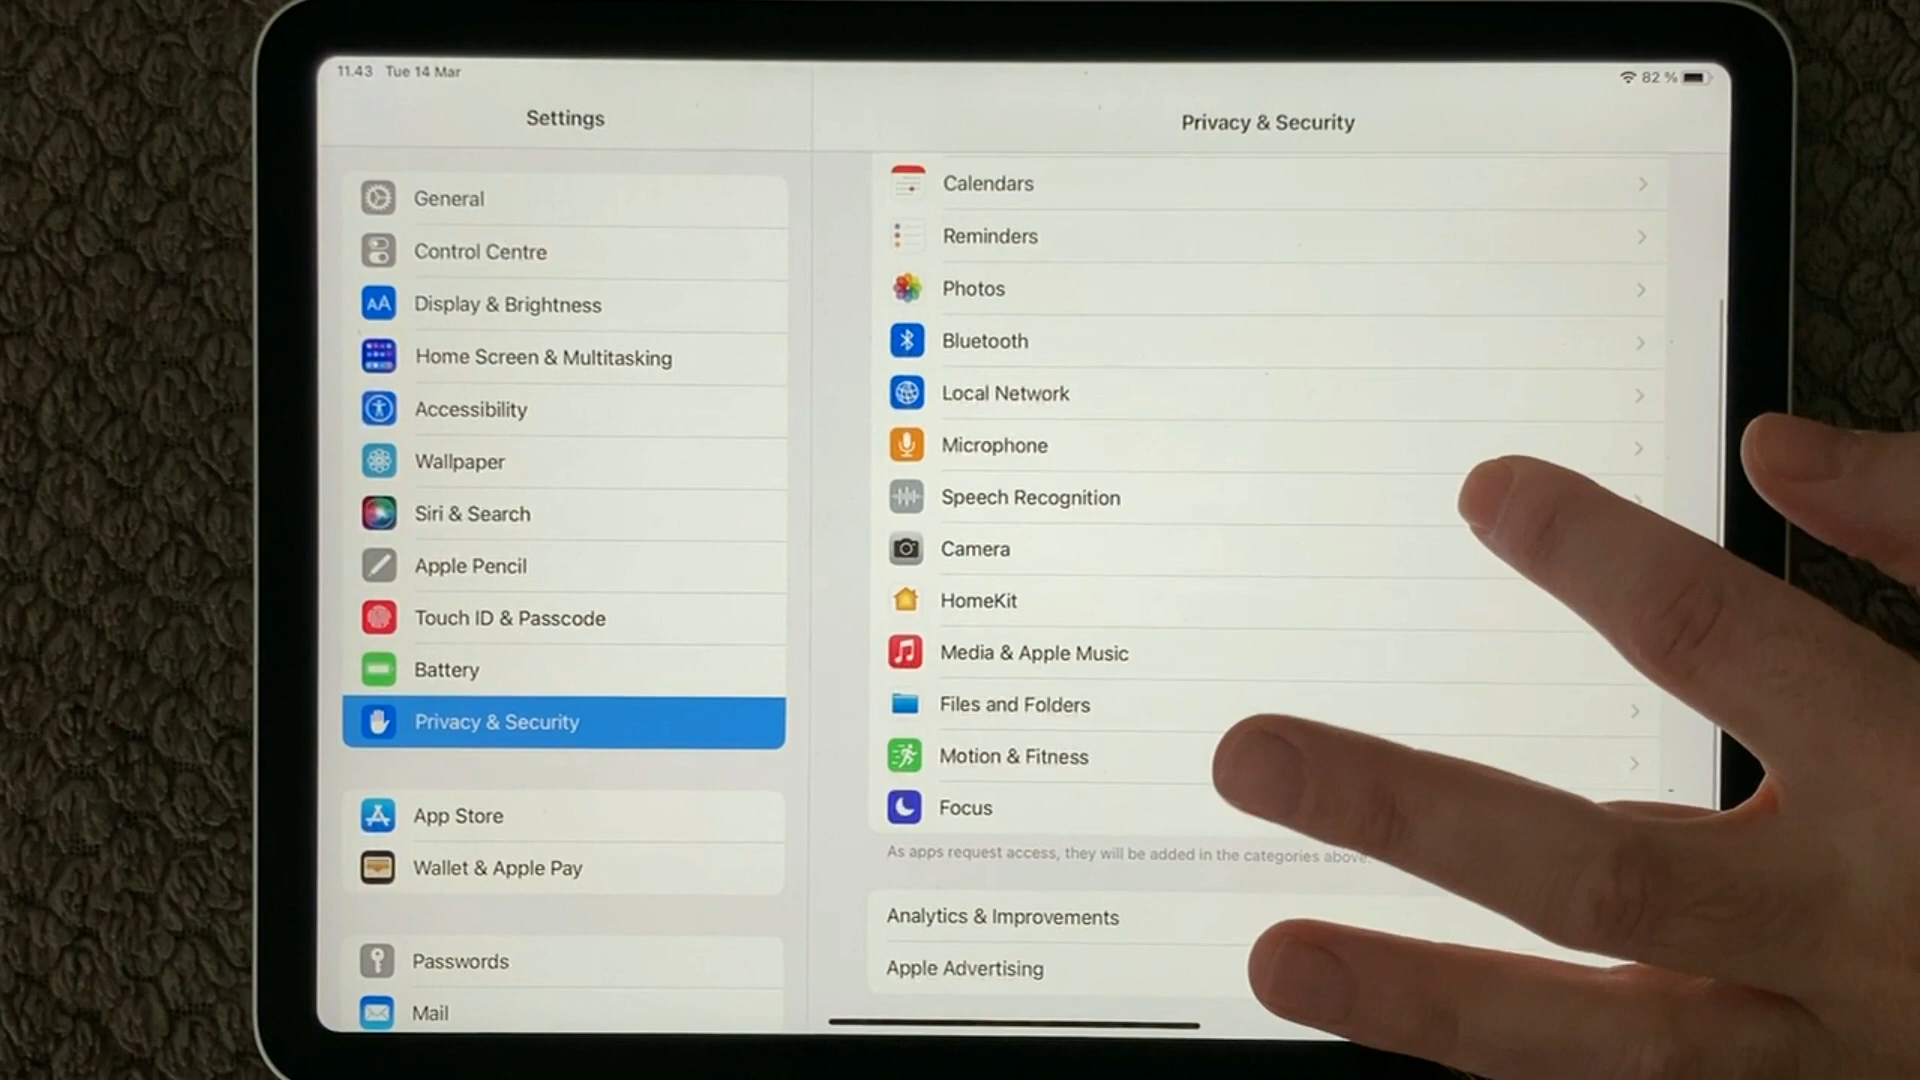 11.43 Tue 14 Mar
82 %
Settings
Privacy & Security
General
Control Centre
AA
Display & Brightness
Home Screen & Multitasking
Accessibility
Wallpaper
Siri & Search
Apple Pencil
Touch ID & Passcode
Battery
Privacy & Security
App Store
Wallet & Apple Pay
Passwords
Mail
Calendars
Reminders
Photos
Bluetooth
Local Network
Microphone
Speech Recognition
Camera
HomeKit
Media & Apple Music
Files and Folders
Motion & Fitness
Focus
As apps request access, they will be added in the categories above.
Analytics & Improvements
Apple Advertising